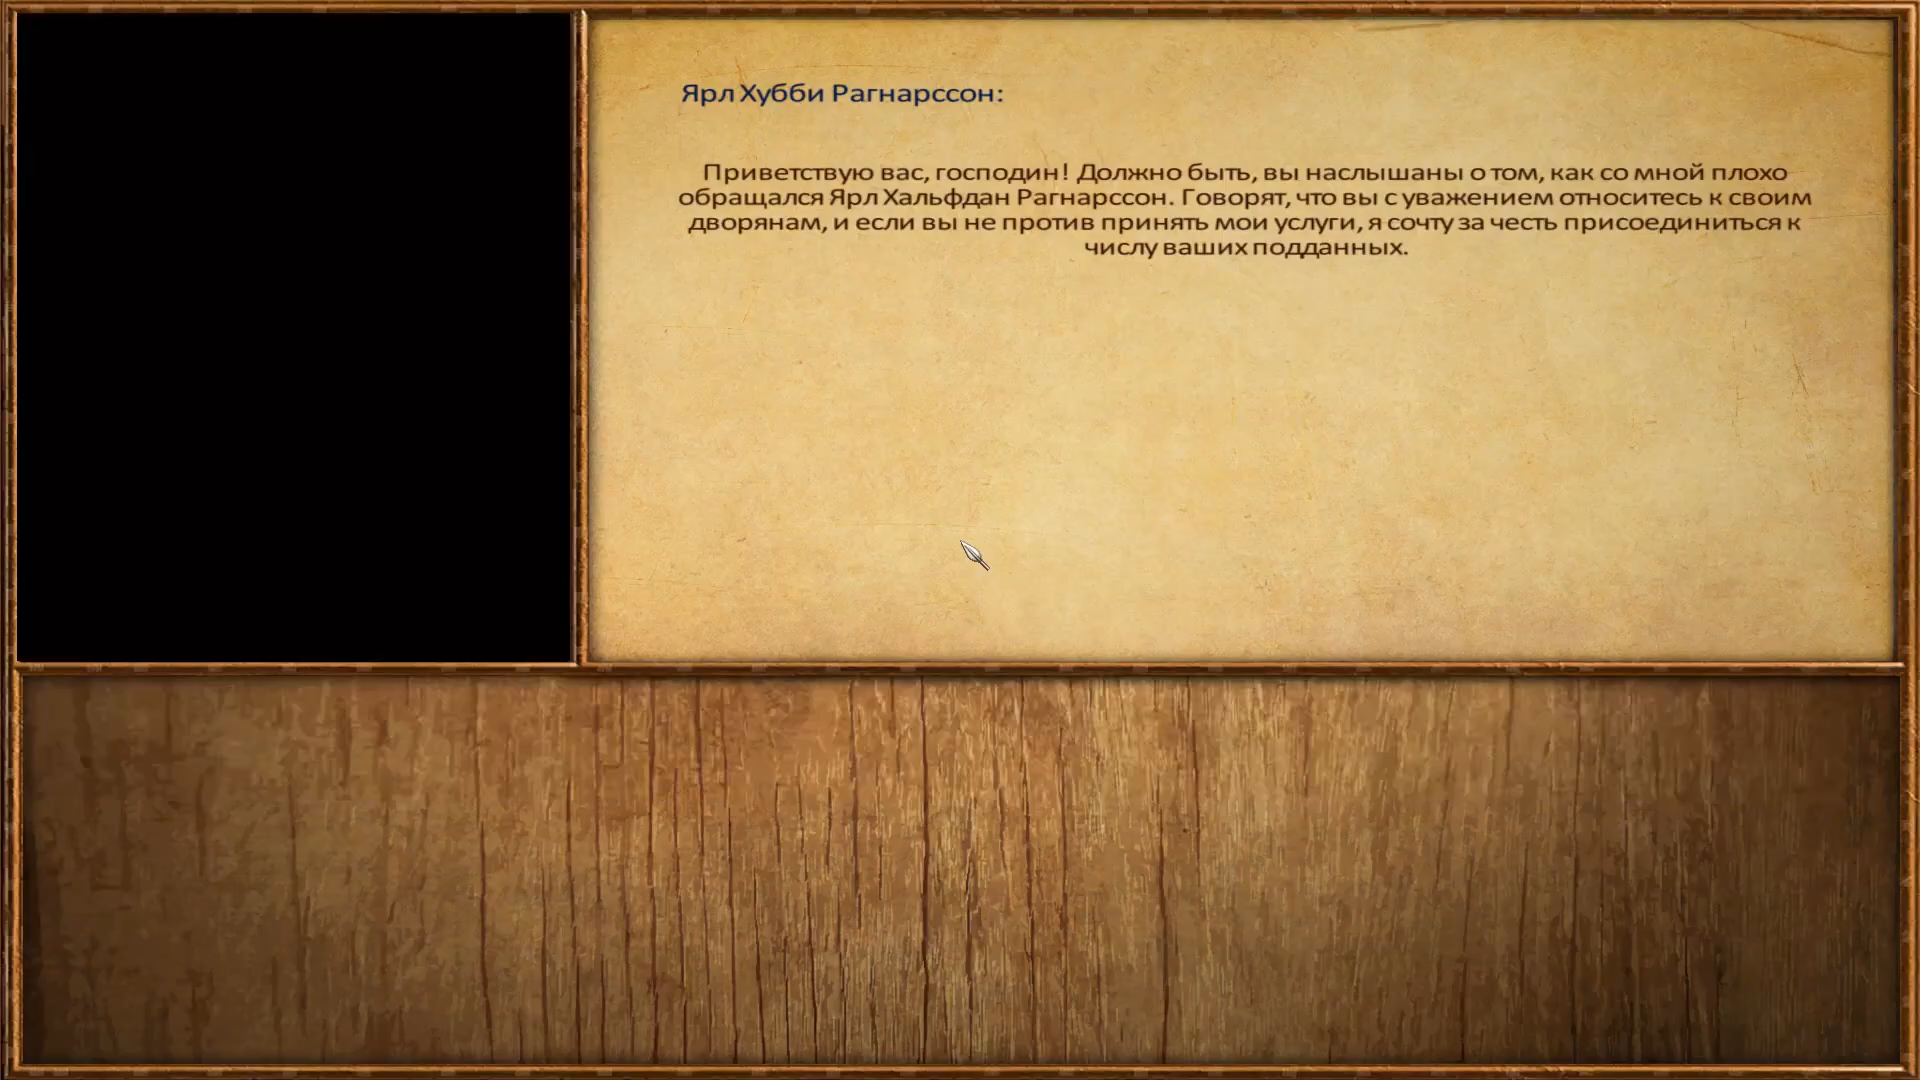 Ярл Хубби Рагнарссон:
Приветствую вас, господин! Должно быть, вы наслышаны о том, как со мной плохо
обращался Ярл Хальфдан Рагнарссон. Говорят, что вы с уважением относитесь к своим
дворянам, и если вы не против принять мои услуги, я сочту за честь присоединиться к
числу ваших подданных.